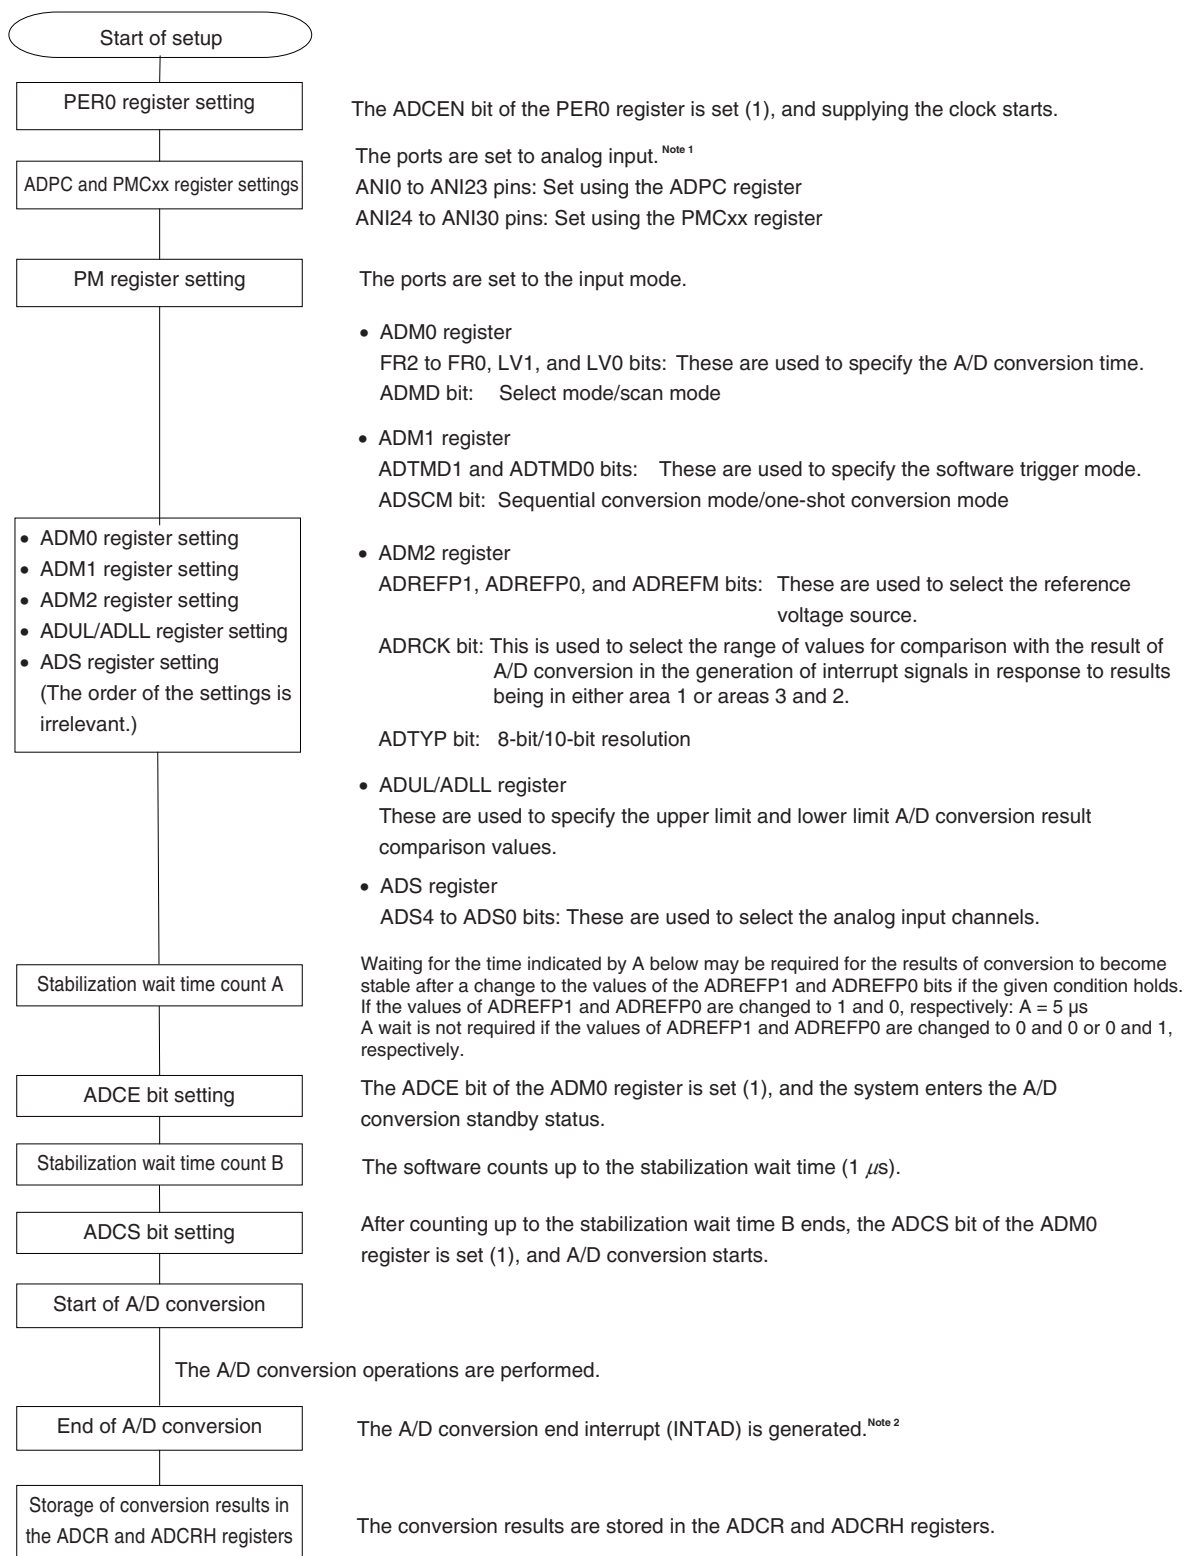 Start of setup
PER0 register setting
The ADCEN bit of the PER0 register is set (1), and supplying the clock starts.
ADPC and PMCxx register settings
The ports are set to analog input. Note 1
ANI0 to ANI23 pins: Set using the ADPC register
ANI24 to ANI30 pins: Set using the PMCxx register
PM register setting
The ports are set to the input mode.
• ADM0 register
FR2 to FR0, LV1, and LV0 bits: These are used to specify the A/D conversion time.
ADMD bit: Select mode/scan mode
• ADM1 register
ADTMD1 and ADTMD0 bits: These are used to specify the software trigger mode.
ADSCM bit: Sequential conversion mode/one-shot conversion mode
• ADM0 register setting
• ADM1 register setting
• ADM2 register setting
• ADUL/ADLL register setting
• ADS register setting
(The order of the settings is
irrelevant.)
• ADM2 register
ADREFP1, ADREFP0, and ADREFM bits: These are used to select the reference
voltage source.
ADRCK bit: This is used to select the range of values for comparison with the result of
A/D conversion in the generation of interrupt signals in response to results
being in either area 1 or areas 3 and 2.
ADTYP bit: 8-bit/10-bit resolution
• ADUL/ADLL register
These are used to specify the upper limit and lower limit A/D conversion result
comparison values.
• ADS register
ADS4 to ADS0 bits: These are used to select the analog input channels.
Stabilization wait time count A
Waiting for the time indicated by A below may be required for the results of conversion to become
stable after a change to the values of the ADREFP1 and ADREFP0 bits if the given condition holds.
If the values of ADREFP1 and ADREFP0 are changed to 1 and 0, respectively: A = 5 µs
A wait is not required if the values of ADREFP1 and ADREFP0 are changed to 0 and 0 or 0 and 1,
respectively.
ADCE bit setting
The ADCE bit of the ADM0 register is set (1), and the system enters the A/D
conversion standby status.
Stabilization wait time count B
The software counts up to the stabilization wait time (1 µs).
ADCS bit setting
After counting up to the stabilization wait time B ends, the ADCS bit of the ADM0
register is set (1), and A/D conversion starts.
Start of A/D conversion
The A/D conversion operations are performed.
End of A/D conversion
The A/D conversion end interrupt (INTAD) is generated. Note 2
Storage of conversion results in
the ADCR and ADCRH registers
The conversion results are stored in the ADCR and ADCRH registers.